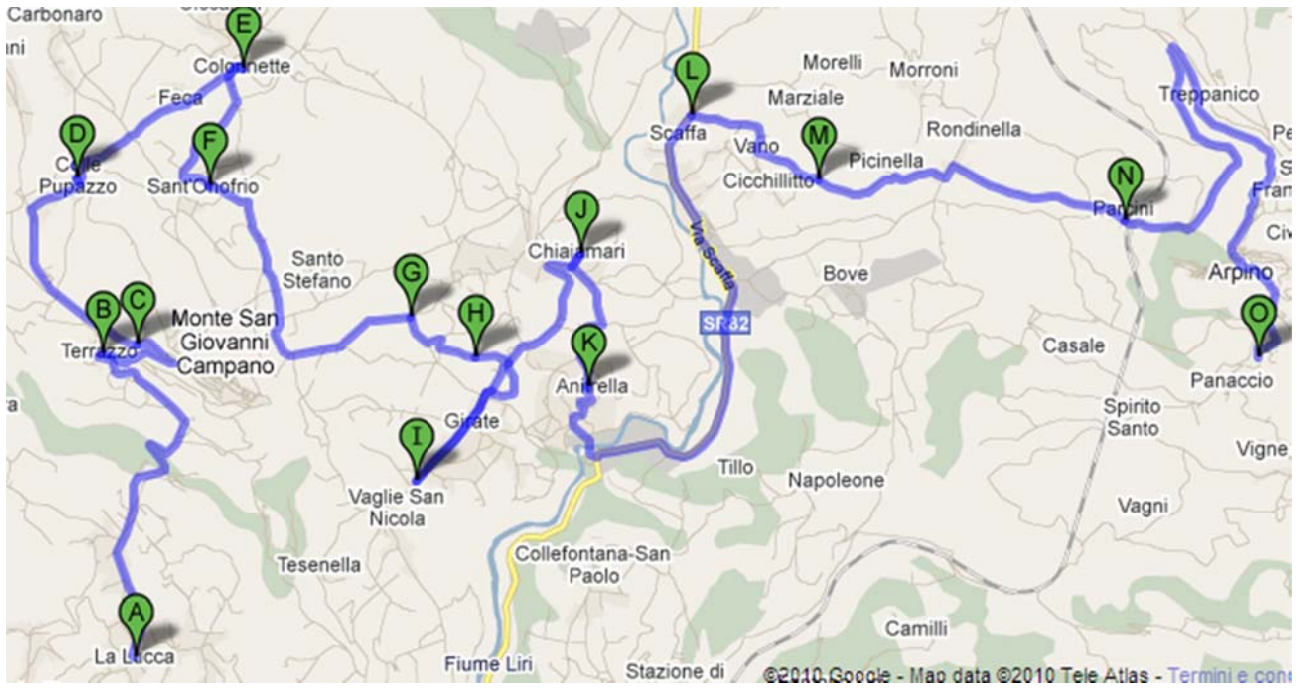 Carbonaro
E
Colonnette
Feca
D
Colle
Pupazzo
F
Sant'Onofrio
L
Scaffa
Morelli
Morroni
Marziale
Vano
M
Cicchillitto
Picinella
Rondinella
Treppanico
N
Parcini
Santo
Stefano
G
H
J
Chiaiamari
Via Scaffa
Bove
Arpino
O
Panaccio
B
C
Terrazzo
Monte San
Giovanni
Campano
K
Anitrella
SR82
Casale
Girate
I
Vaglie San
Nicola
Spirito
Santo
Tillo
Napoleone
Vigne
Vagni
Tesenella
Collefontana-San
Paolo
A
La Lucca
Camilli
Fiume Liri
Stazione di
©2010 Google - Map data ©2010 Tele Atlas - Termini e con